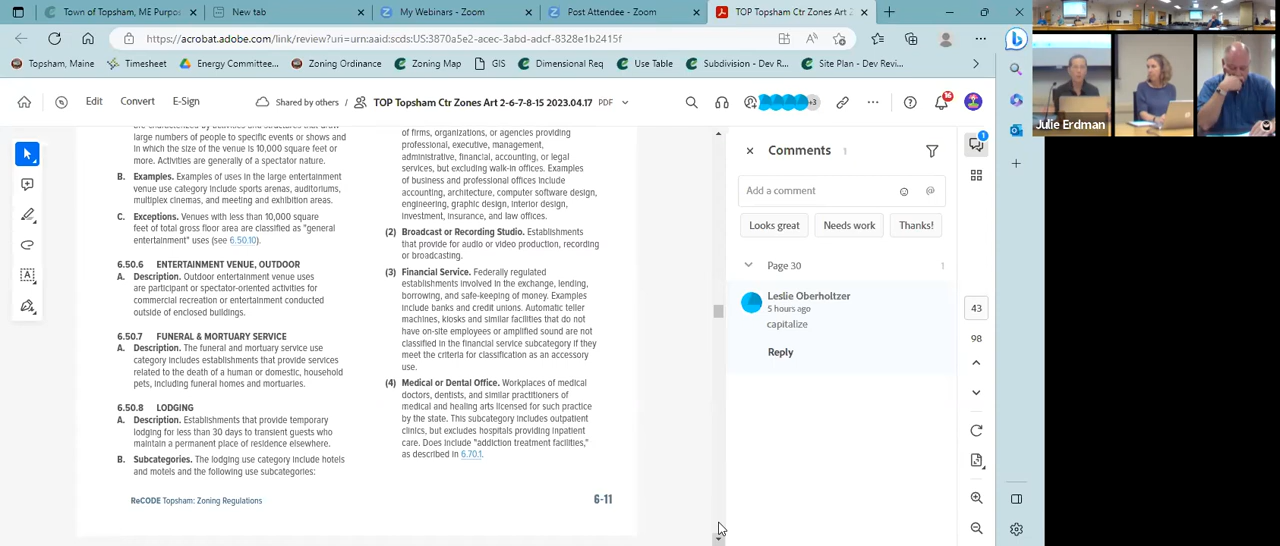 Town of Topsham, ME Purpo
New tab
My Webinars - Zoom
Post Attendee - Zoom
TOP Topsham Ctr Zones Art 2
https://acrobat.adobe.com/link/review?uri=urn:aaid:scds:US:3870a5e2-acec-3abd-adcf-8328e1b2415f
Topsham, Maine
Timesheet
Energy Committee...
Zoning Ordinance
Zoning Map
GIS
Dimensional Req
Use Table
Subdivision - Dev R...
Site Plan - Dev Revi...
Edit
Convert
E-Sign
Shared by others /
TOP Topsham Ctr Zones Art 2-6-7-8-15 2023.04.17
PDF
+3
16
are characterized by activities and structures that draw
large numbers of people to specific events or shows and
in which the size of the venue is 10,000 square feet or
more. Activities are generally of a spectator nature.
B. Examples. Examples of uses in the large entertainment
venue use category include sports arenas, auditoriums,
multiplex cinemas, and meeting and exhibition areas.
C. Exceptions. Venues with less than 10,000 square
feet of total gross floor area are classified as "general
entertainment" uses (see 6.50.10).
6.50.6 ENTERTAINMENT VENUE, OUTDOOR
A. Description. Outdoor entertainment venue uses
are participant or spectator-oriented activities for
commercial recreation or entertainment conducted
outside of enclosed buildings.
6.50.7 FUNERAL & MORTUARY SERVICE
A. Description. The funeral and mortuary service use
category includes establishments that provide services
related to the death of a human or domestic, household
pets, including funeral homes and mortuaries.
6.50.8 LODGING
A. Description. Establishments that provide temporary
lodging for less than 30 days to transient guests who
maintain a permanent place of residence elsewhere.
B. Subcategories. The lodging use category include hotels
and motels and the following use subcategories:
of firms, organizations, or agencies providing
professional, executive, management,
administrative, financial, accounting, or legal
services, but excluding walk-in offices. Examples
of business and professional offices include
accounting, architecture, computer software design,
engineering, graphic design, interior design,
investment, insurance, and law offices.
(2) Broadcast or Recording Studio. Establishments
that provide for audio or video production, recording
or broadcasting.
(3) Financial Service. Federally regulated
establishments involved in the exchange, lending,
borrowing, and safe-keeping of money. Examples
include banks and credit unions. Automatic teller
machines, kiosks and similar facilities that do not
have on-site employees or amplified sound are not
classified in the financial service subcategory if they
meet the criteria for classification as an accessory
use.
(4) Medical or Dental Office. Workplaces of medical
doctors, dentists, and similar practitioners of
medical and healing arts licensed for such practice
by the state. This subcategory includes outpatient
clinics, but excludes hospitals providing inpatient
care. Does include "addiction treatment facilities,"
as described in 6.70.1.
ReCODE Topsham: Zoning Regulations
6-11
Comments 1
Add a comment
Looks great
Needs work
Thanks!
Page 30
1
Leslie Oberholtzer
5 hours ago
capitalize
Reply
1
43
98
Julie Erdman